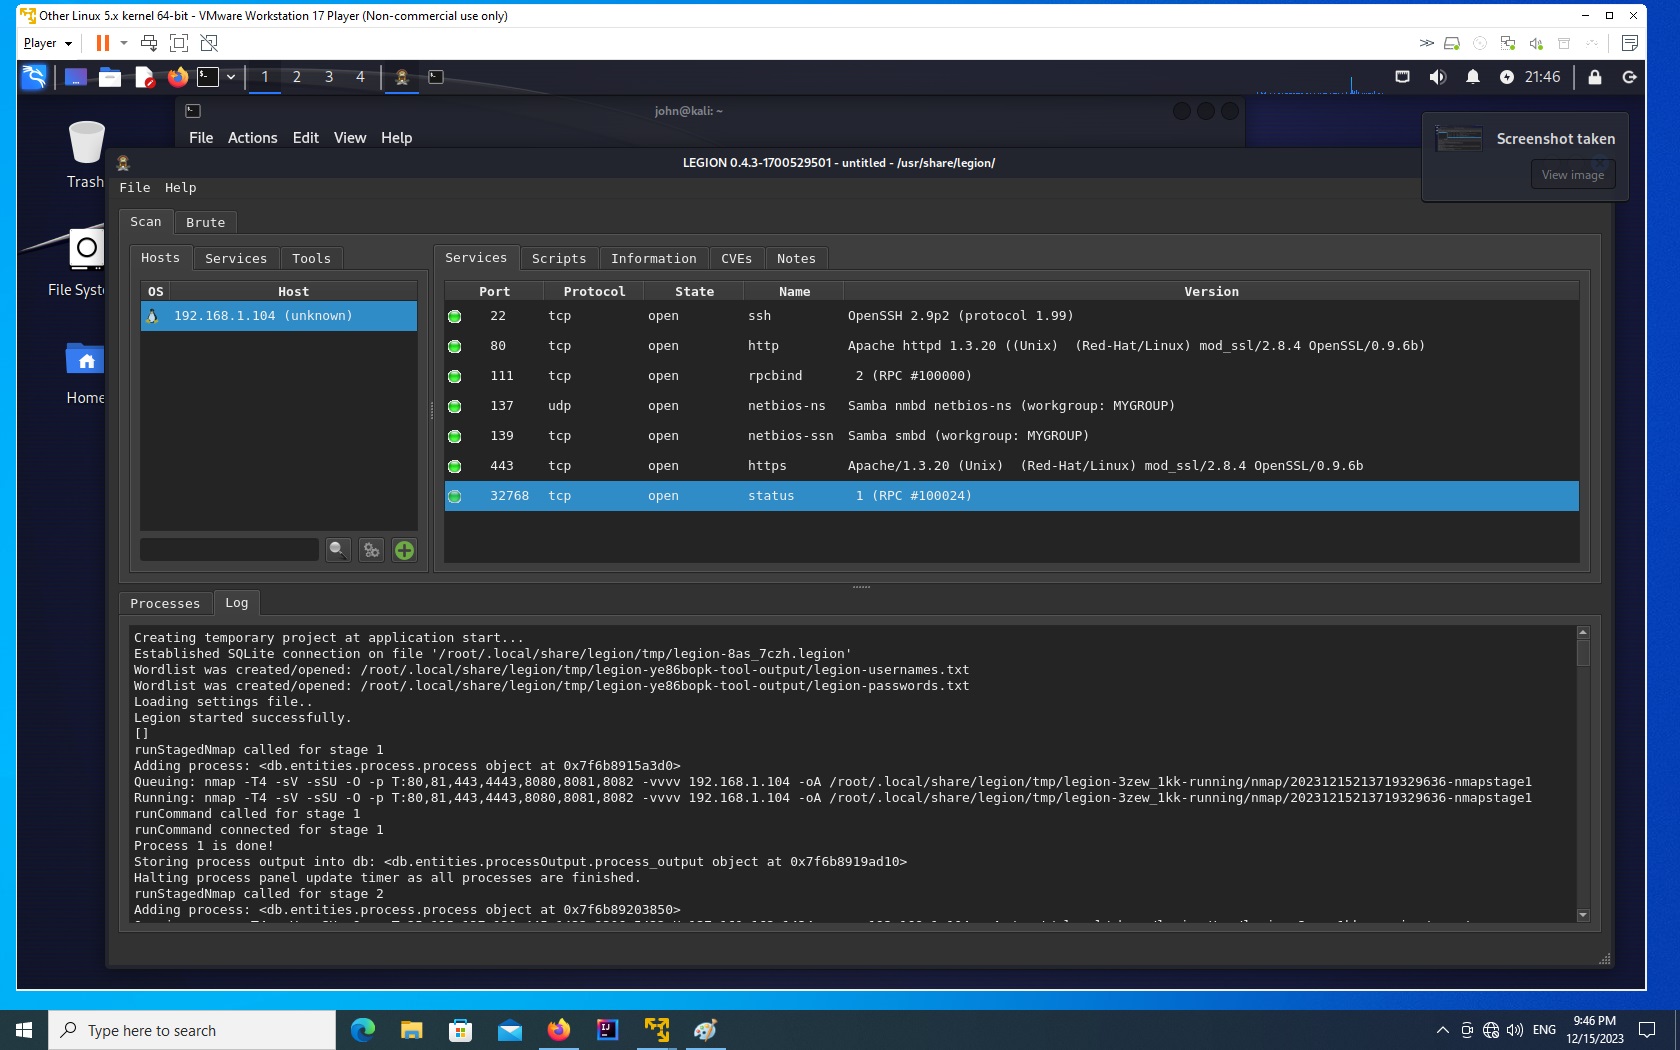 Other Linux 5.x kernel 64-bit - VMware Workstation 17 Player (Non-commercial use only)
Player
1 2 3 4
21:46
john@kali: ~
File Actions Edit View Help
Screenshot taken
View image
Trash
File Syste
Home
LEGION 0.4.3-1700529501 - untitled - /usr/share/legion/
File Help
Scan Brute
Hosts Services Tools
OS Host
192.168.1.104 (unknown)
Services Scripts Information CVEs Notes
Port Protocol State Name Version
22 tcp open ssh OpenSSH 2.9p2 (protocol 1.99)
80 tcp open http Apache httpd 1.3.20 ((Unix)  (Red-Hat/Linux) mod_ssl/2.8.4 OpenSSL/0.9.6b)
111 tcp open rpcbind 2 (RPC #100000)
137 udp open netbios-ns Samba nmbd netbios-ns (workgroup: MYGROUP)
139 tcp open netbios-ssn Samba smbd (workgroup: MYGROUP)
443 tcp open https Apache/1.3.20 (Unix)  (Red-Hat/Linux) mod_ssl/2.8.4 OpenSSL/0.9.6b
32768 tcp open status 1 (RPC #100024)
Processes Log
Creating temporary project at application start...
Established SQLite connection on file '/root/.local/share/legion/tmp/legion-8as_7czh.legion'
Wordlist was created/opened: /root/.local/share/legion/tmp/legion-ye86bopk-tool-output/legion-usernames.txt
Wordlist was created/opened: /root/.local/share/legion/tmp/legion-ye86bopk-tool-output/legion-passwords.txt
Loading settings file..
Legion started successfully.
[]
runStagedNmap called for stage 1
Adding process: <db.entities.process.process object at 0x7f6b8915a3d0>
Queuing: nmap -T4 -sV -sSU -O -p T:80,81,443,4443,8080,8081,8082 -vvvv 192.168.1.104 -oA /root/.local/share/legion/tmp/legion-3zew_1kk-running/nmap/20231215213719329636-nmapstage1
Running: nmap -T4 -sV -sSU -O -p T:80,81,443,4443,8080,8081,8082 -vvvv 192.168.1.104 -oA /root/.local/share/legion/tmp/legion-3zew_1kk-running/nmap/20231215213719329636-nmapstage1
runCommand called for stage 1
runCommand connected for stage 1
Process 1 is done!
Storing process output into db: <db.entities.processOutput.process_output object at 0x7f6b8919ad10>
Halting process panel update timer as all processes are finished.
runStagedNmap called for stage 2
Adding process: <db.entities.process.process object at 0x7f6b89203850>
Type here to search
ENG
9:46 PM
12/15/2023